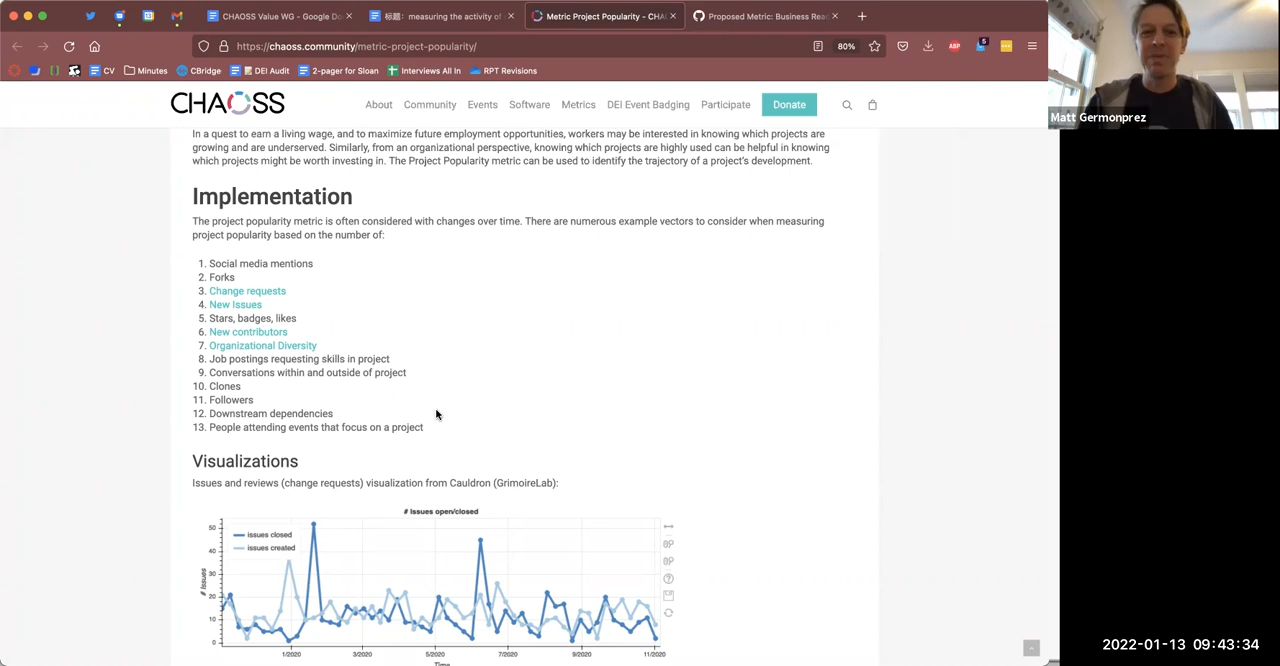 CHAOSS Value WG - Google Do
标题：measuring the activity of
Metric Project Popularity - CHA
Proposed Metric: Business Rea
https://chaoss.community/metric-project-popularity/
80%
ABP
5
CV
Minutes
CBridge
DEI Audit
2-pager for Sloan
Interviews All In
RPT Revisions
Matt Germonprez
CHAOSS
About
Community
Events
Software
Metrics
DEI Event Badging
Participate
Donate
In a quest to earn a living wage, and to maximize future employment opportunities, workers may be interested in knowing which projects are
growing and are underserved. Similarly, from an organizational perspective, knowing which projects are highly used can be helpful in knowing
which projects might be worth investing in. The Project Popularity metric can be used to identify the trajectory of a project's development.
Implementation
The project popularity metric is often considered with changes over time. There are numerous example vectors to consider when measuring
project popularity based on the number of:
1. Social media mentions
2. Forks
3. Change requests
4. New Issues
5. Stars, badges, likes
6. New contributors
7. Organizational Diversity
8. Job postings requesting skills in project
9. Conversations within and outside of project
10. Clones
11. Followers
12. Downstream dependencies
13. People attending events that focus on a project
Visualizations
Issues and reviews (change requests) visualization from Cauldron (GrimoireLab):
# Issues open/closed
issues closed
issues created
# Issues
50
40
30
20
10
0
1/2020
3/2020
5/2020
7/2020
9/2020
11/2020
Time
2022-01-13 09:43:34